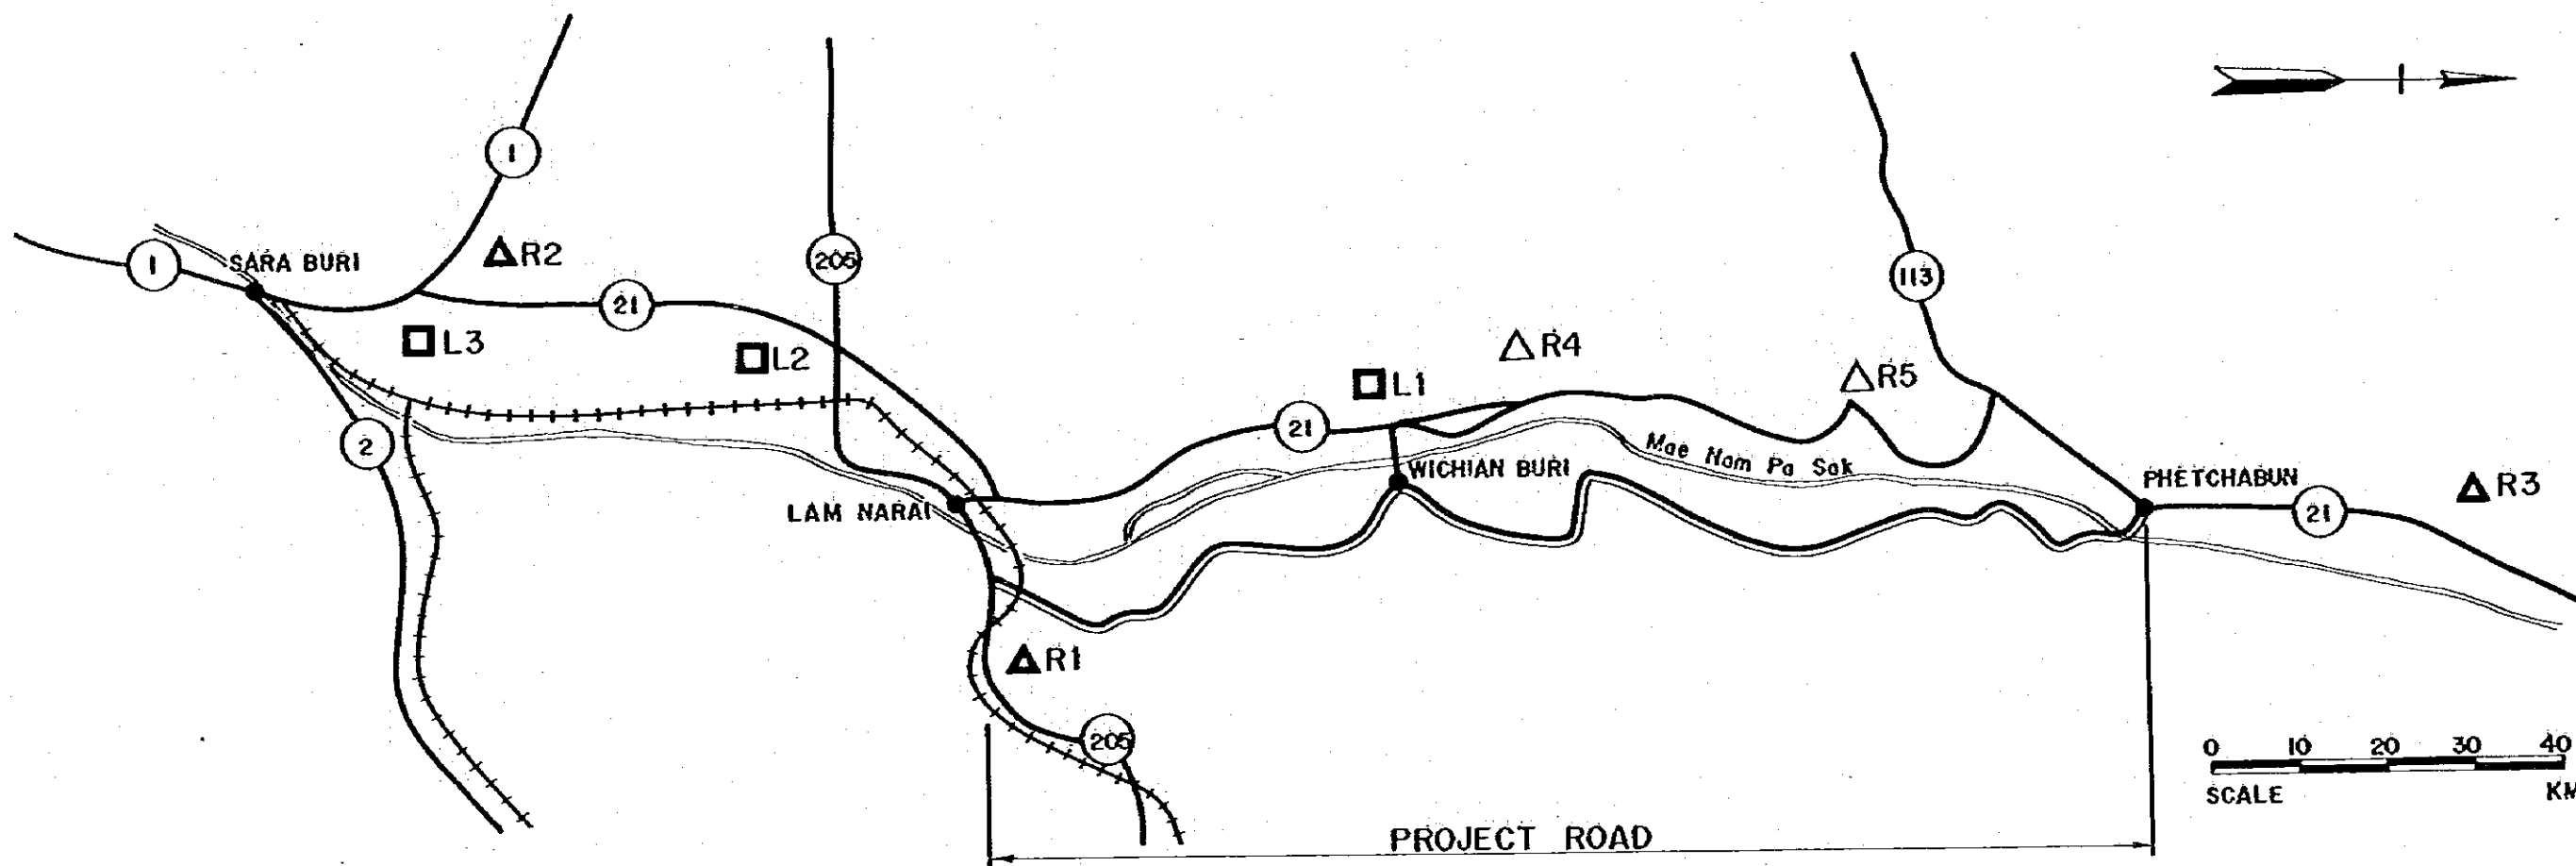 1
1
SARA BURI
R2
205
21
L3
L2
2
LAM NARAI
R1
205
21
L1
R4
WICHIAN BURI
Mae Nam Pa Sak
113
R5
PHETCHABUN
21
R3
0 10 20 30 40
SCALE KM
PROJECT ROAD